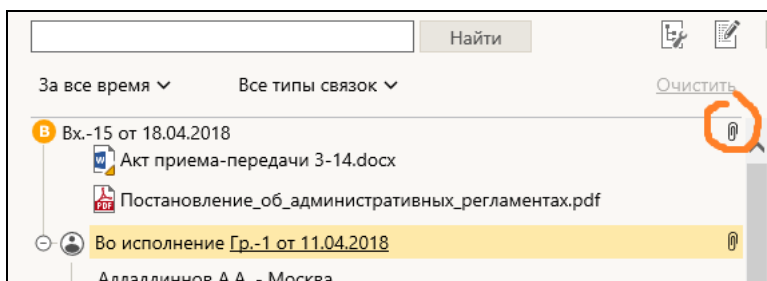 Найти
За все время Все типы связок Очистить
В Вх.-15 от 18.04.2018
Акт приема-передачи 3-14.docx
Постановление_об_административных_регламентах.pdf
Во исполнение Гр.-1 от 11.04.2018
А.А. - Москва